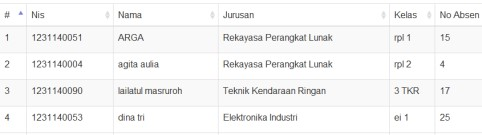 # Nis Nama Jurusan Kelas No Absen
1 1231140051 ARGA Rekayasa Perangkat Lunak rpl 1 15
2 1231140004 agita aulia Rekayasa Perangkat Lunak rpl 2 4
3 1231140090 lailatul masruroh Teknik Kendaraan Ringan 3 TKR 17
4 1231140053 dina tri Elektronika Industri ei 1 25